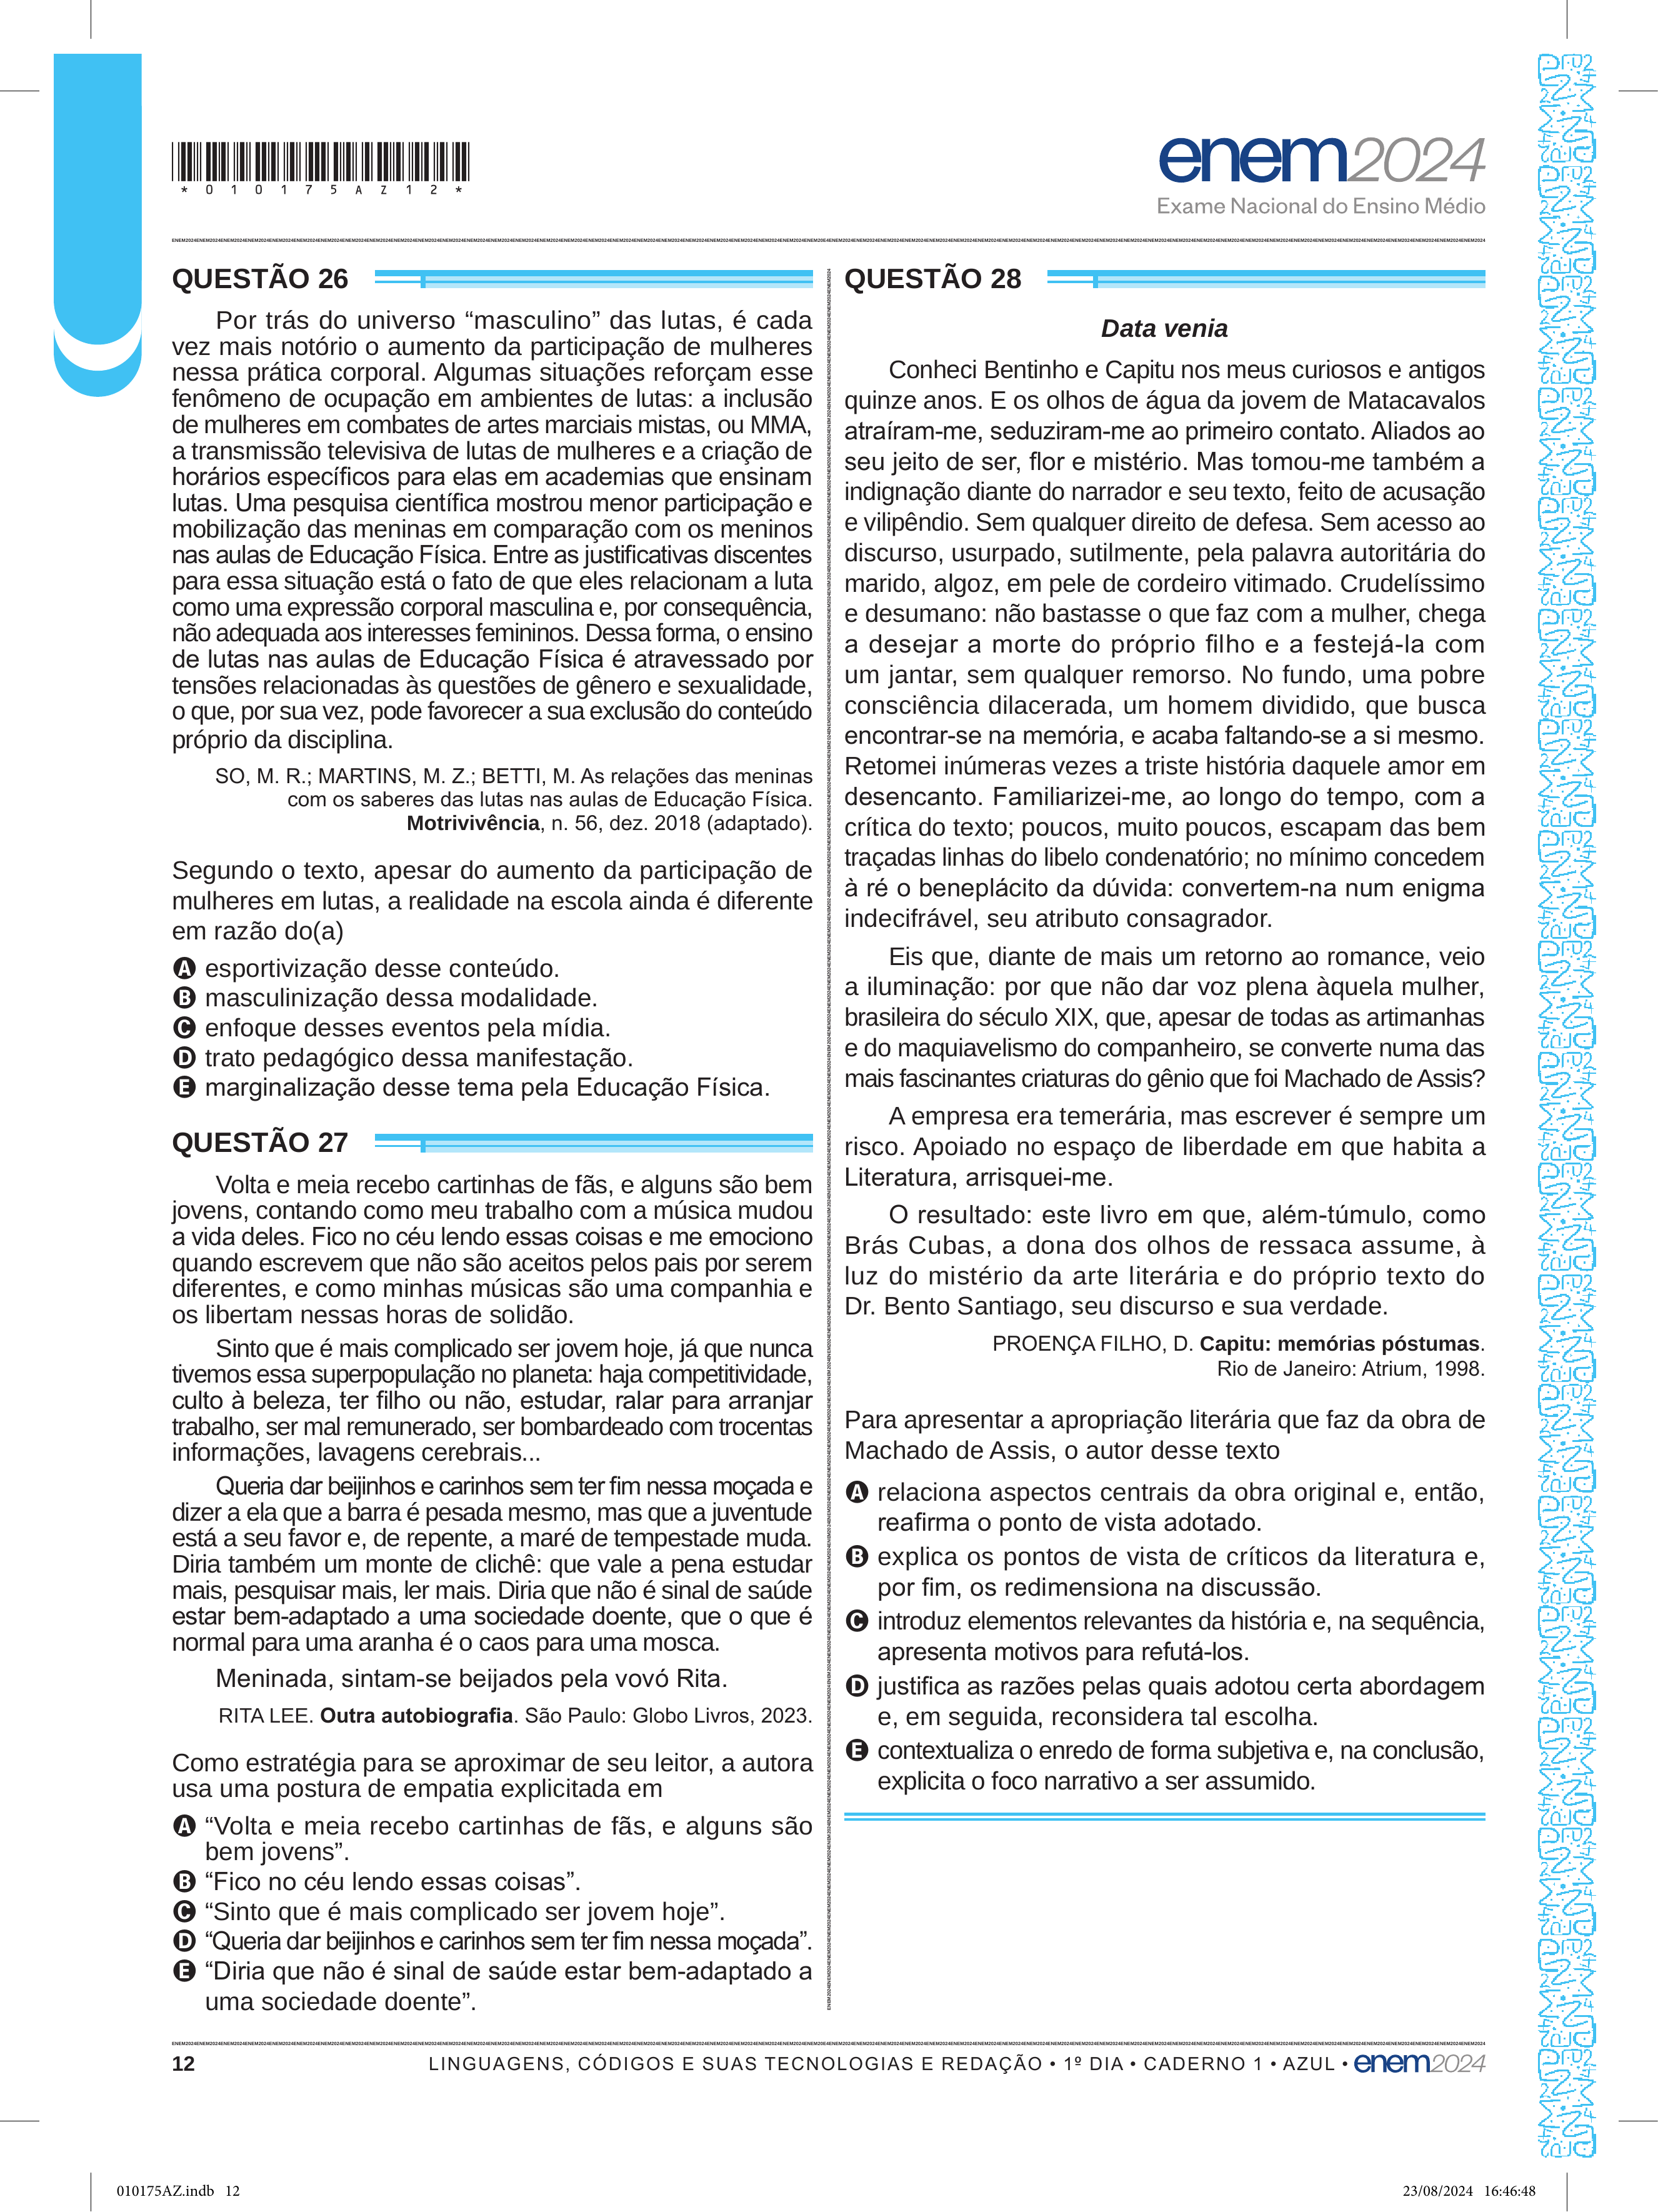 *010175AZ12*
enem2024
Exame Nacional do Ensino Médio
QUESTÃO 26
Por trás do universo “masculino” das lutas, é cada
vez mais notório o aumento da participação de mulheres
nessa prática corporal. Algumas situações reforçam esse
fenômeno de ocupação em ambientes de lutas: a inclusão
de mulheres em combates de artes marciais mistas, ou MMA,
a transmissão televisiva de lutas de mulheres e a criação de
horários específicos para elas em academias que ensinam
lutas. Uma pesquisa científica mostrou menor participação e
mobilização das meninas em comparação com os meninos
nas aulas de Educação Física. Entre as justificativas discentes
para essa situação está o fato de que eles relacionam a luta
como uma expressão corporal masculina e, por consequência,
não adequada aos interesses femininos. Dessa forma, o ensino
de lutas nas aulas de Educação Física é atravessado por
tensões relacionadas às questões de gênero e sexualidade,
o que, por sua vez, pode favorecer a sua exclusão do conteúdo
próprio da disciplina.
SO, M. R.; MARTINS, M. Z.; BETTI, M. As relações das meninas
com os saberes das lutas nas aulas de Educação Física.
Motrivivência, n. 56, dez. 2018 (adaptado).
Segundo o texto, apesar do aumento da participação de
mulheres em lutas, a realidade na escola ainda é diferente
em razão do(a)
A esportivização desse conteúdo.
B masculinização dessa modalidade.
C enfoque desses eventos pela mídia.
D trato pedagógico dessa manifestação.
E marginalização desse tema pela Educação Física.
QUESTÃO 27
Volta e meia recebo cartinhas de fãs, e alguns são bem
jovens, contando como meu trabalho com a música mudou
a vida deles. Fico no céu lendo essas coisas e me emociono
quando escrevem que não são aceitos pelos pais por serem
diferentes, e como minhas músicas são uma companhia e
os libertam nessas horas de solidão.
Sinto que é mais complicado ser jovem hoje, já que nunca
tivemos essa superpopulação no planeta: haja competitividade,
culto à beleza, ter filho ou não, estudar, ralar para arranjar
trabalho, ser mal remunerado, ser bombardeado com trocentas
informações, lavagens cerebrais...
Queria dar beijinhos e carinhos sem ter fim nessa moçada e
dizer a ela que a barra é pesada mesmo, mas que a juventude
está a seu favor e, de repente, a maré de tempestade muda.
Diria também um monte de clichê: que vale a pena estudar
mais, pesquisar mais, ler mais. Diria que não é sinal de saúde
estar bem-adaptado a uma sociedade doente, que o que é
normal para uma aranha é o caos para uma mosca.
Meninada, sintam-se beijados pela vovó Rita.
RITA LEE. Outra autobiografia. São Paulo: Globo Livros, 2023.
Como estratégia para se aproximar de seu leitor, a autora
usa uma postura de empatia explicitada em
A “Volta e meia recebo cartinhas de fãs, e alguns são
bem jovens”.
B “Fico no céu lendo essas coisas”.
C “Sinto que é mais complicado ser jovem hoje”.
D “Queria dar beijinhos e carinhos sem ter fim nessa moçada”.
E “Diria que não é sinal de saúde estar bem-adaptado a
uma sociedade doente”.
QUESTÃO 28
Data venia
Conheci Bentinho e Capitu nos meus curiosos e antigos
quinze anos. E os olhos de água da jovem de Matacavalos
atraíram-me, seduziram-me ao primeiro contato. Aliados ao
seu jeito de ser, flor e mistério. Mas tomou-me também a
indignação diante do narrador e seu texto, feito de acusação
e vilipêndio. Sem qualquer direito de defesa. Sem acesso ao
discurso, usurpado, sutilmente, pela palavra autoritária do
marido, algoz, em pele de cordeiro vitimado. Crudelíssimo
e desumano: não bastasse o que faz com a mulher, chega
a desejar a morte do próprio filho e a festejá-la com
um jantar, sem qualquer remorso. No fundo, uma pobre
consciência dilacerada, um homem dividido, que busca
encontrar-se na memória, e acaba faltando-se a si mesmo.
Retomei inúmeras vezes a triste história daquele amor em
desencanto. Familiarizei-me, ao longo do tempo, com a
crítica do texto; poucos, muito poucos, escapam das bem
traçadas linhas do libelo condenatório; no mínimo concedem
à ré o beneplácito da dúvida: convertem-na num enigma
indecifrável, seu atributo consagrador.
Eis que, diante de mais um retorno ao romance, veio
a iluminação: por que não dar voz plena àquela mulher,
brasileira do século XIX, que, apesar de todas as artimanhas
e do maquiavelismo do companheiro, se converte numa das
mais fascinantes criaturas do gênio que foi Machado de Assis?
A empresa era temerária, mas escrever é sempre um
risco. Apoiado no espaço de liberdade em que habita a
Literatura, arrisquei-me.
O resultado: este livro em que, além-túmulo, como
Brás Cubas, a dona dos olhos de ressaca assume, à
luz do mistério da arte literária e do próprio texto do
Dr. Bento Santiago, seu discurso e sua verdade.
PROENÇA FILHO, D. Capitu: memórias póstumas.
Rio de Janeiro: Atrium, 1998.
Para apresentar a apropriação literária que faz da obra de
Machado de Assis, o autor desse texto
A relaciona aspectos centrais da obra original e, então,
reafirma o ponto de vista adotado.
B explica os pontos de vista de críticos da literatura e,
por fim, os redimensiona na discussão.
C introduz elementos relevantes da história e, na sequência,
apresenta motivos para refutá-los.
D justifica as razões pelas quais adotou certa abordagem
e, em seguida, reconsidera tal escolha.
E contextualiza o enredo de forma subjetiva e, na conclusão,
explicita o foco narrativo a ser assumido.
12
LINGUAGENS, CÓDIGOS E SUAS TECNOLOGIAS E REDAÇÃO • 1º DIA • CADERNO 1 • AZUL • enem2024
010175AZ.indb 12
23/08/2024 16:46:48